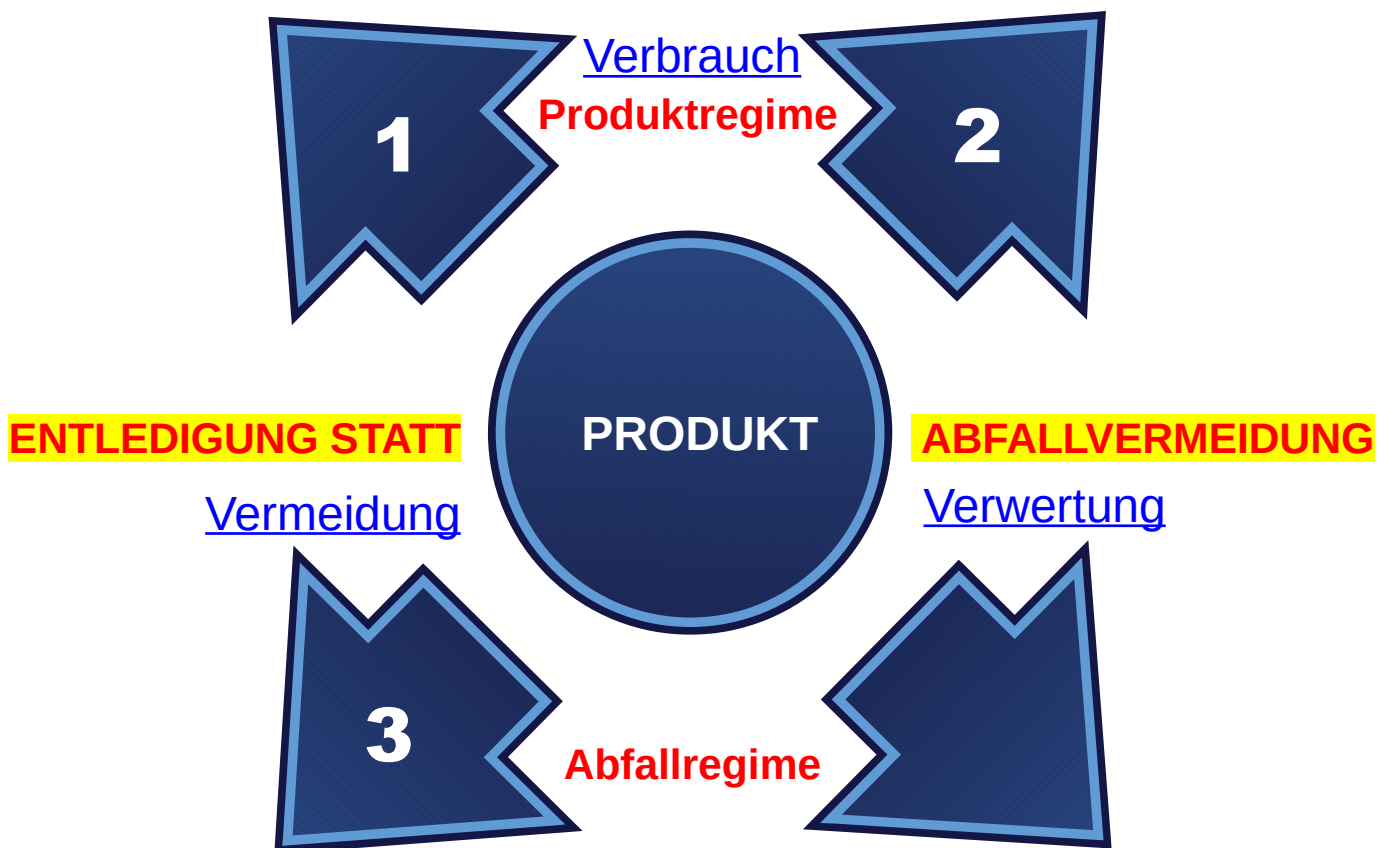 Verbrauch
Produktregime
1
2
ENTLEDIGUNG STATT
PRODUKT
ABFALLVERMEIDUNG
Vermeidung
Verwertung
3
Abfallregime